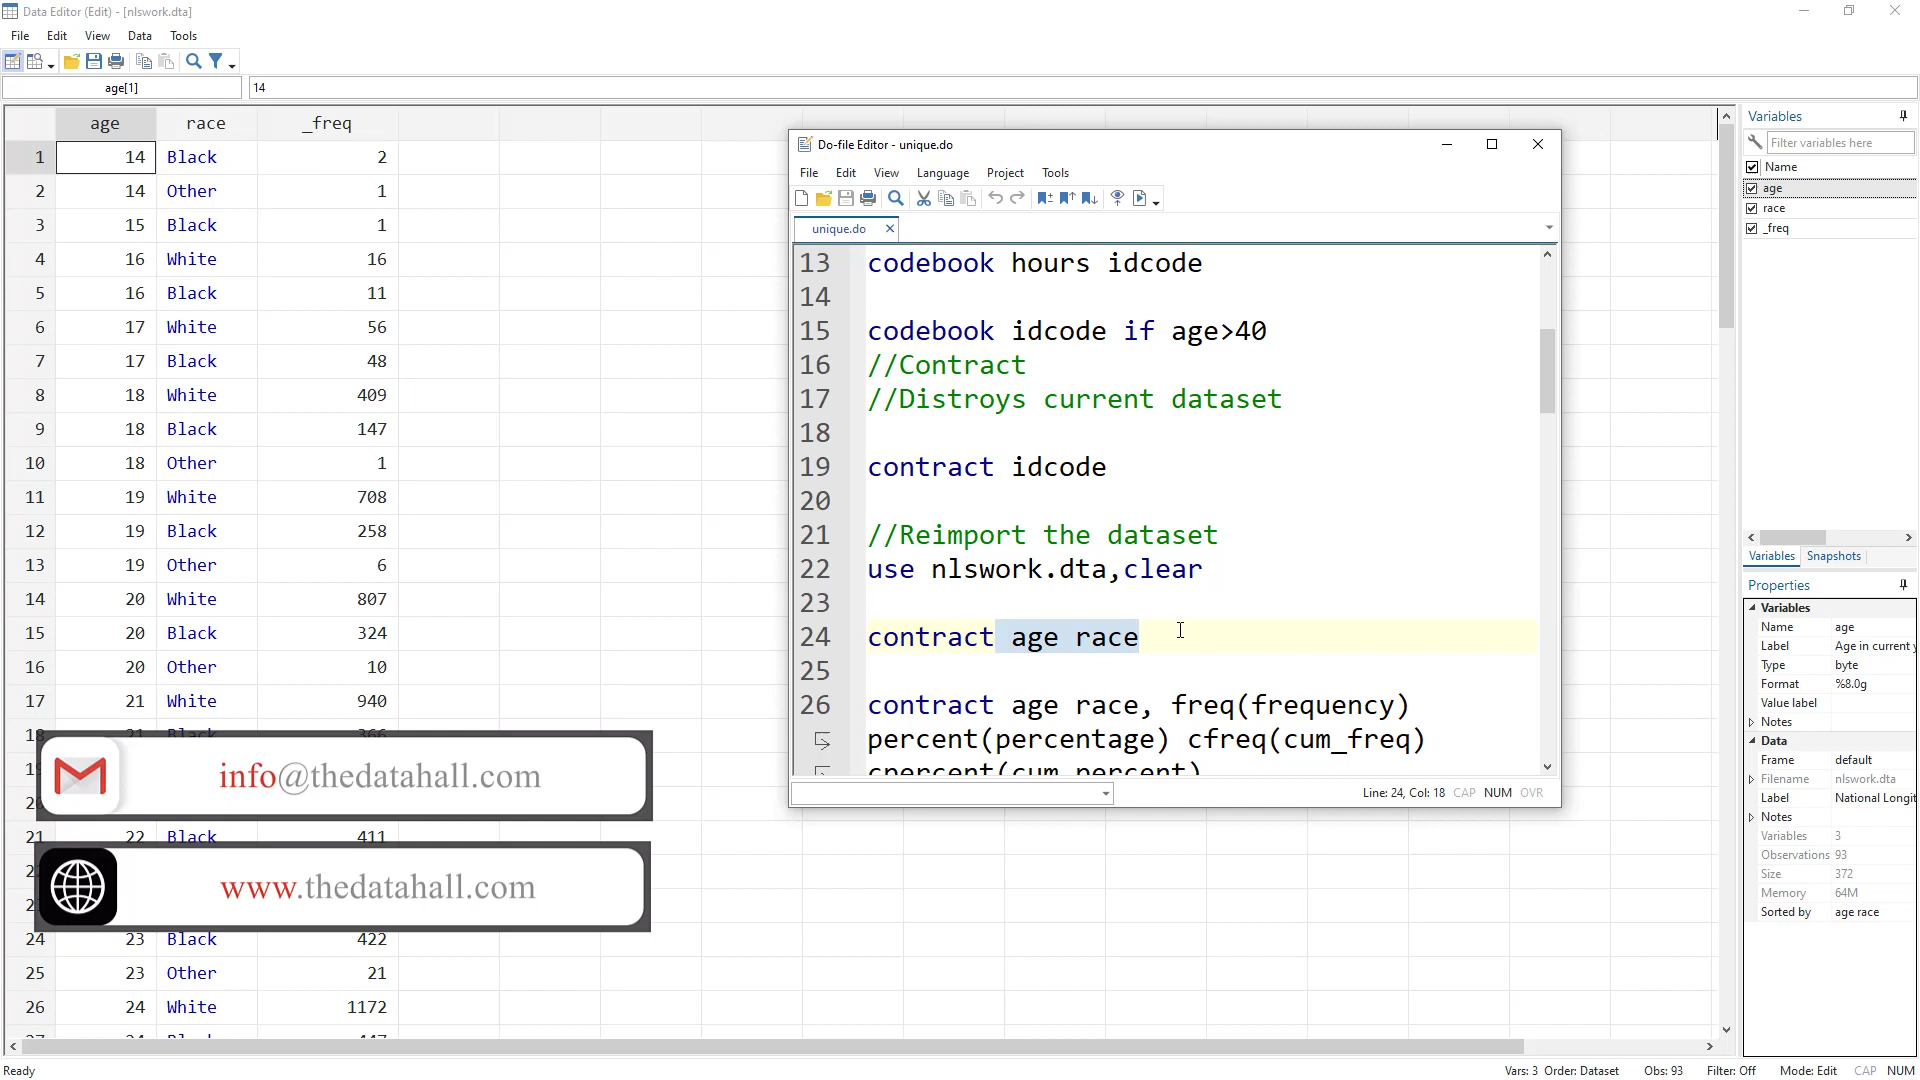 Data Editor (Edit) - [nlswork.dta]
File Edit View Data Tools
age[1] 14
age race _freq
1 14 Black 2
2 14 Other 1
3 15 Black 1
4 16 White 16
5 16 Black 11
6 17 White 56
7 17 Black 48
8 18 White 409
9 18 Black 147
10 18 Other 1
11 19 White 708
12 19 Black 258
13 19 Other 6
14 20 White 807
15 20 Black 324
16 20 Other 10
17 21 White 940
18 21 Black 366
info@thedatahall.com
21 22 Black 411
www.thedatahall.com
24 23 Black 422
25 23 Other 21
26 24 White 1172
27 24 Black 447
Do-file Editor - unique.do
File Edit View Language Project Tools
unique.do
13 codebook hours idcode
14
15 codebook idcode if age>40
16 //Contract
17 //Distroys current dataset
18
19 contract idcode
20
21 //Reimport the dataset
22 use nlswork.dta,clear
23
24 contract age race
25
26 contract age race, freq(frequency)
percent(percentage) cfreq(cum_freq)
cpercent(cum_percent)
Line: 24, Col: 18 CAP NUM OVR
Variables
Filter variables here
Name
age
race
_freq
Variables Snapshots
Properties
Variables
Name age
Label Age in current y
Type byte
Format %8.0g
Value label
Notes
Data
Frame default
Filename nlswork.dta
Label National Longit
Notes
Variables 3
Observations 93
Size 372
Memory 64M
Sorted by age race
Ready Vars: 3 Order: Dataset Obs: 93 Filter: Off Mode: Edit CAP NUM